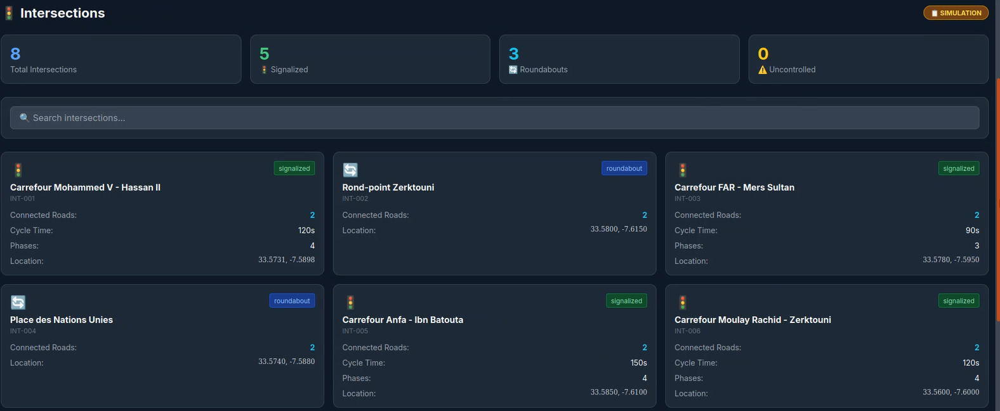 🚦 Intersections
📋 SIMULATION
8
Total Intersections
5
🚦 Signalized
3
🔄 Roundabouts
0
⚠️ Uncontrolled
🔍 Search intersections...
signalized
Carrefour Mohammed V - Hassan II
INT-001
Connected Roads: 2
Cycle Time: 120s
Phases: 4
Location: 33.5731, -7.5898
roundabout
Rond-point Zerktouni
INT-002
Connected Roads: 2
Location: 33.5800, -7.6150
signalized
Carrefour FAR - Mers Sultan
INT-003
Connected Roads: 2
Cycle Time: 90s
Phases: 3
Location: 33.5780, -7.5950
roundabout
Place des Nations Unies
INT-004
Connected Roads: 2
Location: 33.5740, -7.5880
signalized
Carrefour Anfa - Ibn Batouta
INT-005
Connected Roads: 2
Cycle Time: 150s
Phases: 4
Location: 33.5850, -7.6100
signalized
Carrefour Moulay Rachid - Zerktouni
INT-006
Connected Roads: 2
Cycle Time: 120s
Phases: 4
Location: 33.5600, -7.6000